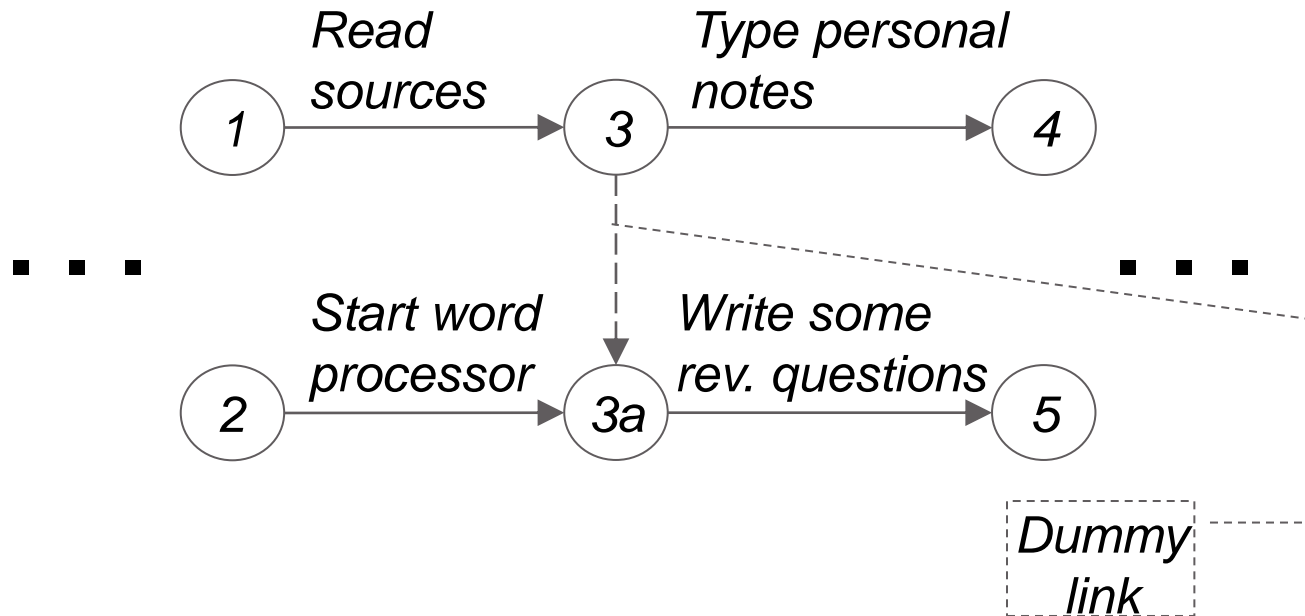 Read
sources
Type personal
notes
1
3
4
. . .
. . .
Start word
processor
Write some
rev. questions
2
3a
5
Dummy
link